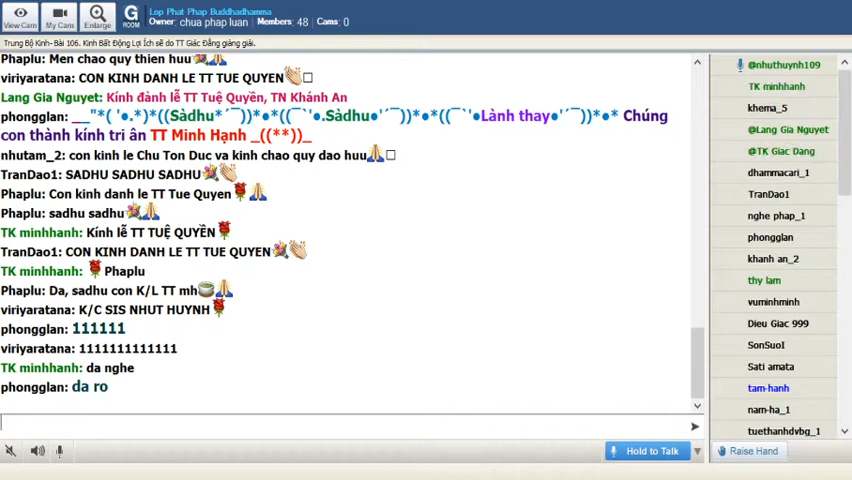 View Cam
My Cam
Enlarge
G
ROOM
Lop Phat Phap Buddhadhamma
Owner: chua phap luan Members: 48 Cams: 0
Trung Bộ Kinh- Bài 106. Kinh Bất Động Lợi Ích sẽ do TT Giác Đẳng giảng giải.
Phaplu: Men chao quy thien huu
viriyaratana: CON KINH DANH LE TT TUE QUYEN
Lang Gia Nguyet: Kính đảnh lễ TT Tuệ Quyền, TN Khánh An
phongglan: __"*( '●.*)*((Sàdhu*´¯))*●*((¯`'●.Sàdhu●'´¯))*●*((¯`'●Lành thay●'´¯))*●* Chúng
con thành kính tri ân TT Minh Hạnh _((**))_
nhutam_2: con kinh le Chu Ton Duc va kinh chao quy dao huu
TranDao1: SADHU SADHU SADHU
Phaplu: Con kinh danh le TT Tue Quyen
Phaplu: sadhu sadhu
TK minhhanh: Kính lễ TT TUỆ QUYỀN
TranDao1: CON KINH DANH LE TT TUE QUYEN
TK minhhanh: Phaplu
Phaplu: Da, sadhu con K/L TT mh
viriyaratana: K/C SIS NHUT HUYNH
phongglan: 111111
viriyaratana: 1111111111111
TK minhhanh: da nghe
phongglan: da ro
Hold to Talk
@nhuthuynh109
TK minhhanh
khema_5
@Lang Gia Nguyet
@TK Giac Dang
dhammacari_1
TranDao1
nghe phap_1
phongglan
khanh an_2
thy lam
vuminhminh
Dieu Giac 999
SonSuoI
Sati amata
tam-hanh
nam-ha_1
tuethanhdvbg_1
Raise Hand